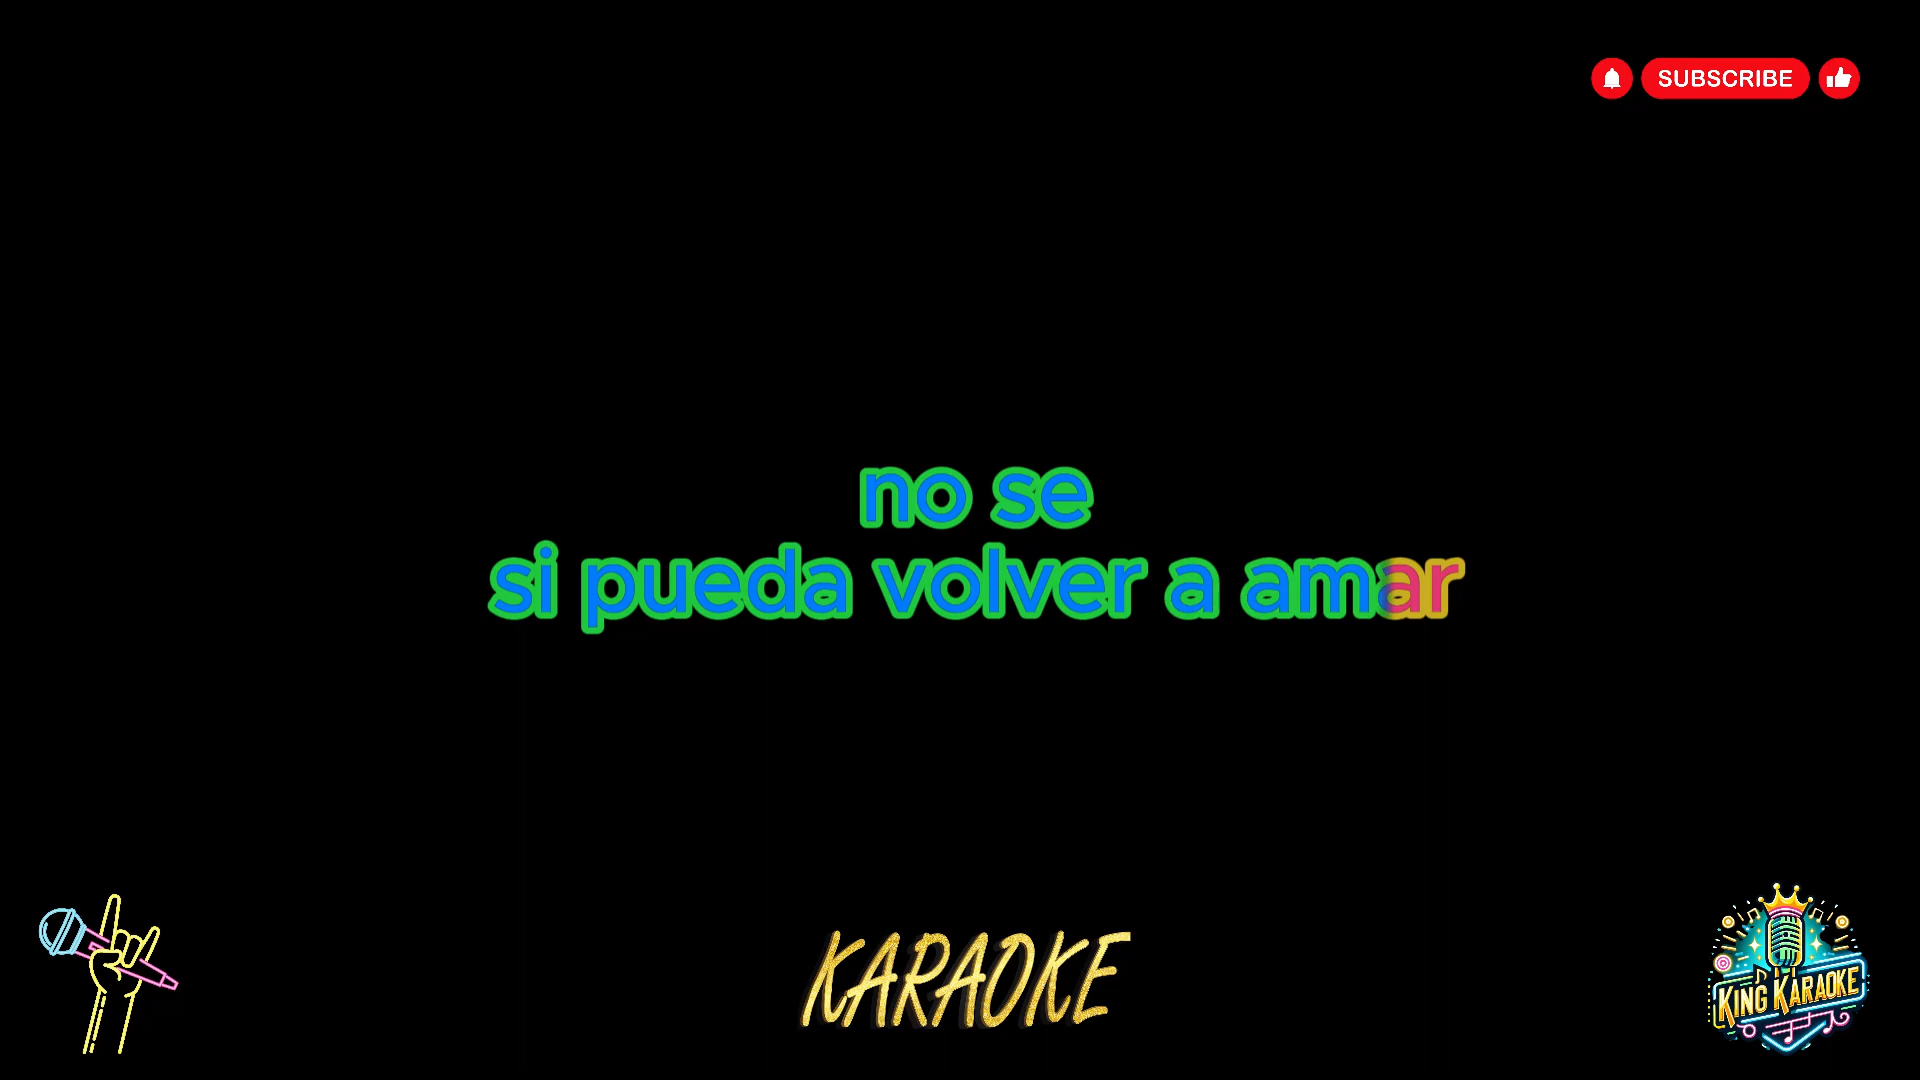 SUBSCRIBE
no se
si pueda volver a amar
KARAOKE
KING KARAOKE